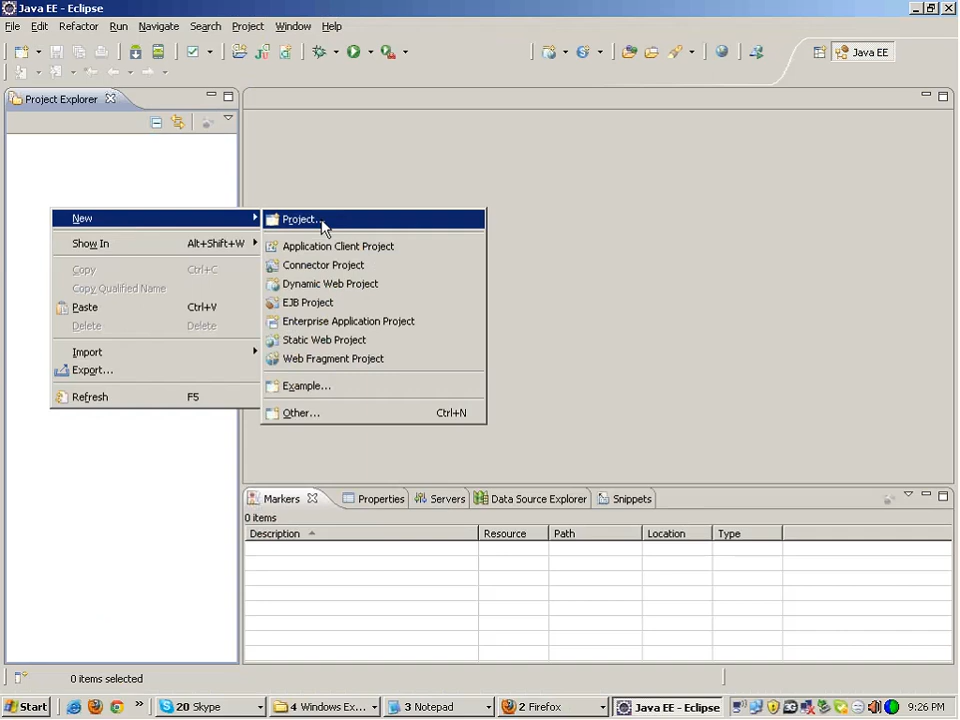 Java EE - Eclipse
File Edit Refactor Run Navigate Search Project Window Help
Java EE
Project Explorer
New
Show In Alt+Shift+W
Copy Ctrl+C
Copy Qualified Name
Paste Ctrl+V
Delete Delete
Import
Export...
Refresh F5
Project...
Application Client Project
Connector Project
Dynamic Web Project
EJB Project
Enterprise Application Project
Static Web Project
Web Fragment Project
Example...
Other... Ctrl+N
Markers Properties Servers Data Source Explorer Snippets
0 items
Description Resource Path Location Type
0 items selected
Start » 20 Skype 4 Windows Ex... 3 Notepad 2 Firefox Java EE - Eclipse 9:26 PM